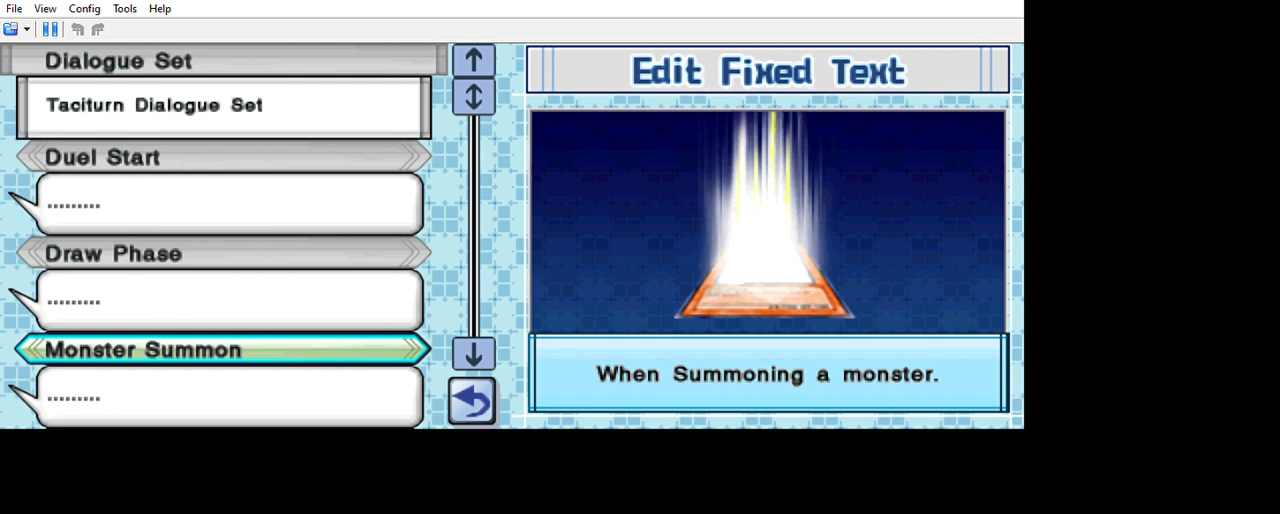 File View Config Tools Help
Dialogue Set
Taciturn Dialogue Set
Duel Start
.........
Draw Phase
.........
Monster Summon
.........
Edit Fixed Text
When Summoning a monster.